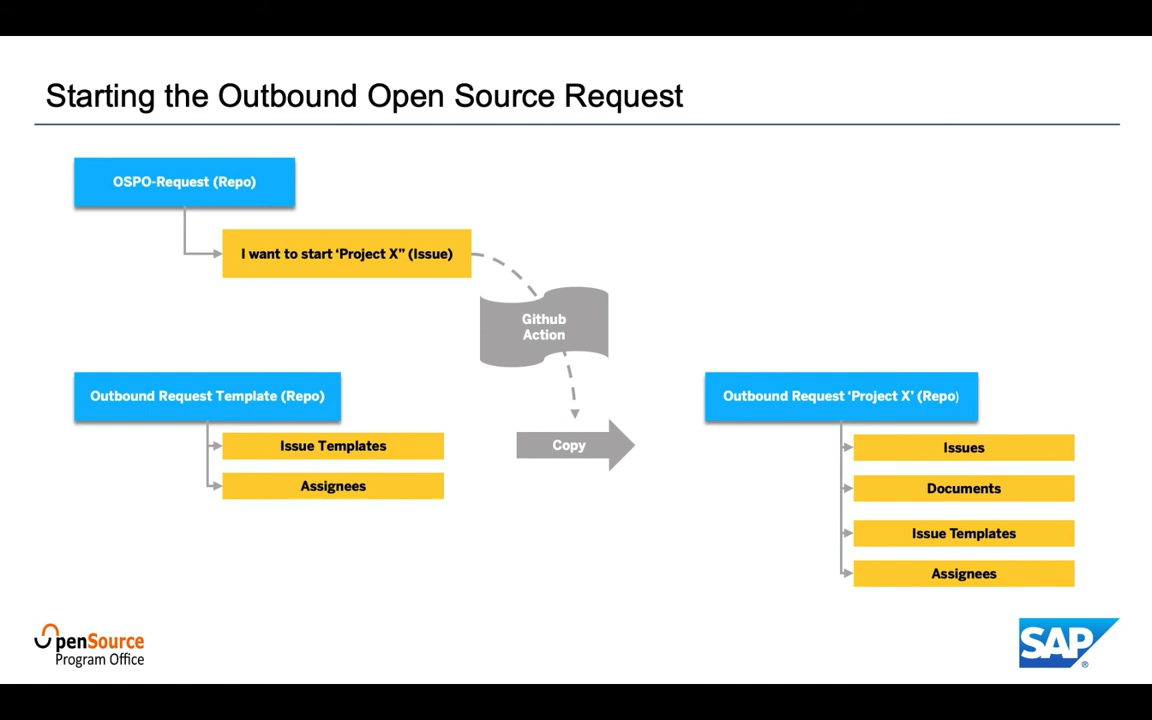 Starting the Outbound Open Source Request
OSPO-Request (Repo)
I want to start ‘Project X” (Issue)
Github
Action
Outbound Request Template (Repo)
Issue Templates
Assignees
Copy
Outbound Request ‘Project X’ (Repo)
Issues
Documents
Issue Templates
Assignees
OpenSource
Program Office
SAP®